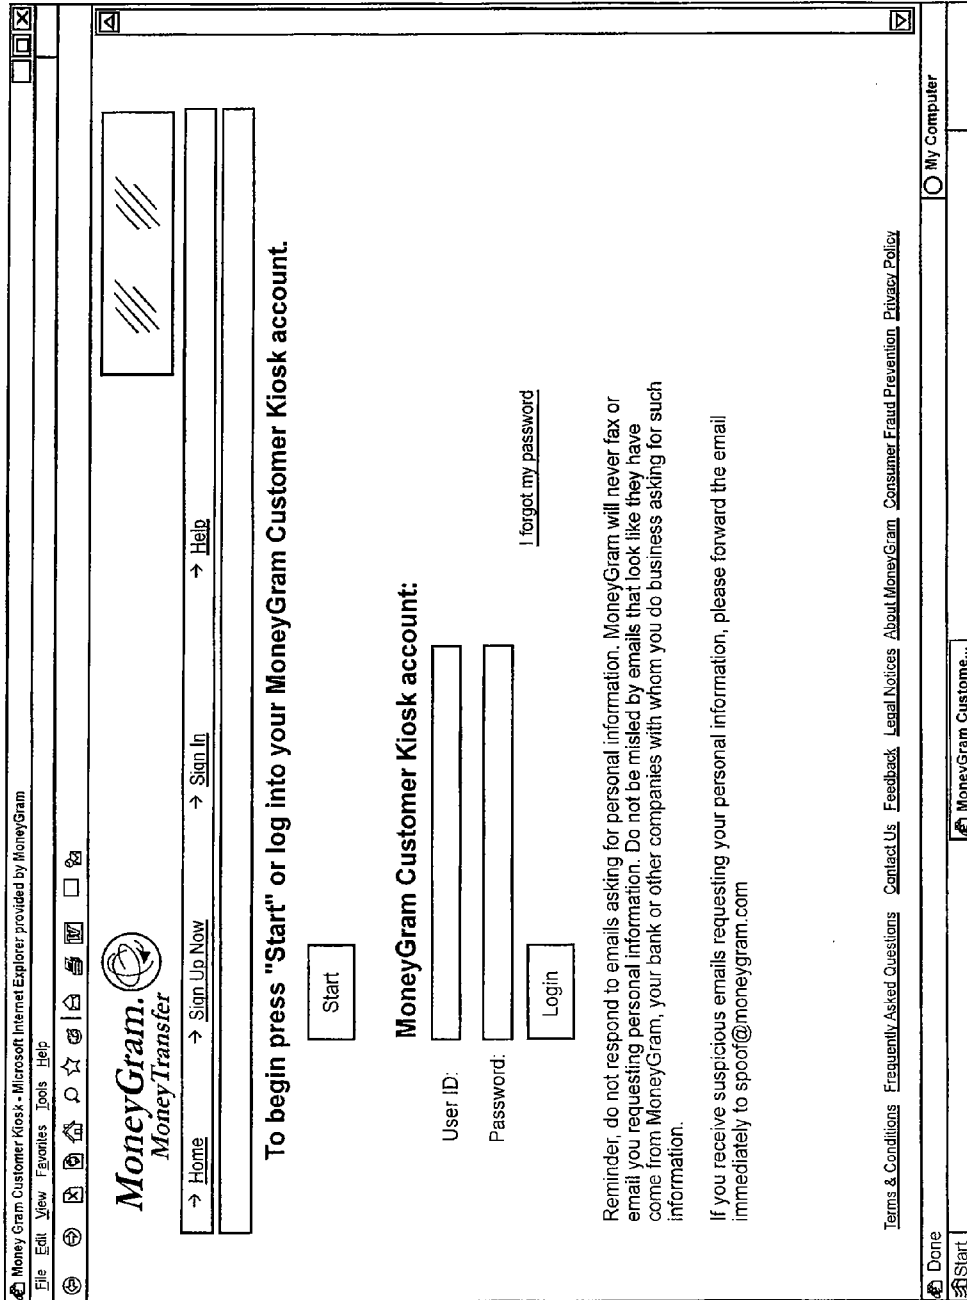 Money Gram Customer Kiosk - Microsoft Internet Explorer provided by MoneyGram
File Edit View Favorites Tools Help
MoneyGram.
MoneyTransfer
→ Home → Sign Up Now → Sign In → Help
To begin press "Start" or log into your MoneyGram Customer Kiosk account.
Start
MoneyGram Customer Kiosk account:
User ID:
Password:
Login I forgot my password
Reminder, do not respond to emails asking for personal information. MoneyGram will never fax or
email you requesting personal information. Do not be misled by emails that look like they have
come from MoneyGram, your bank or other companies with whom you do business asking for such
information.
If you receive suspicious emails requesting your personal information, please forward the email
immediately to spoof@moneygram.com
Terms & Conditions Frequently Asked Questions Contact Us Feedback Legal Notices About MoneyGram Consumer Fraud Prevention Privacy Policy
Done My Computer
Start MoneyGram Custome...